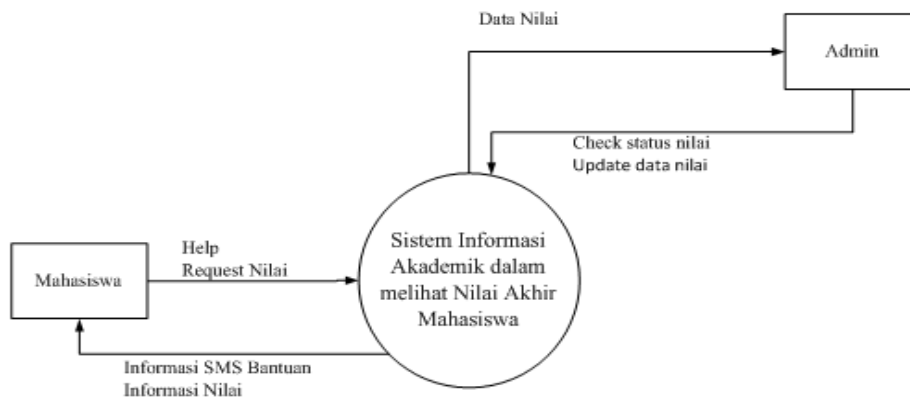 Data Nilai
Admin
Check status nilai
Update data nilai
Sistem Informasi
Akademik dalam
melihat Nilai Akhir
Mahasiswa
Help
Request Nilai
Mahasiswa
Informasi SMS Bantuan
Informasi Nilai